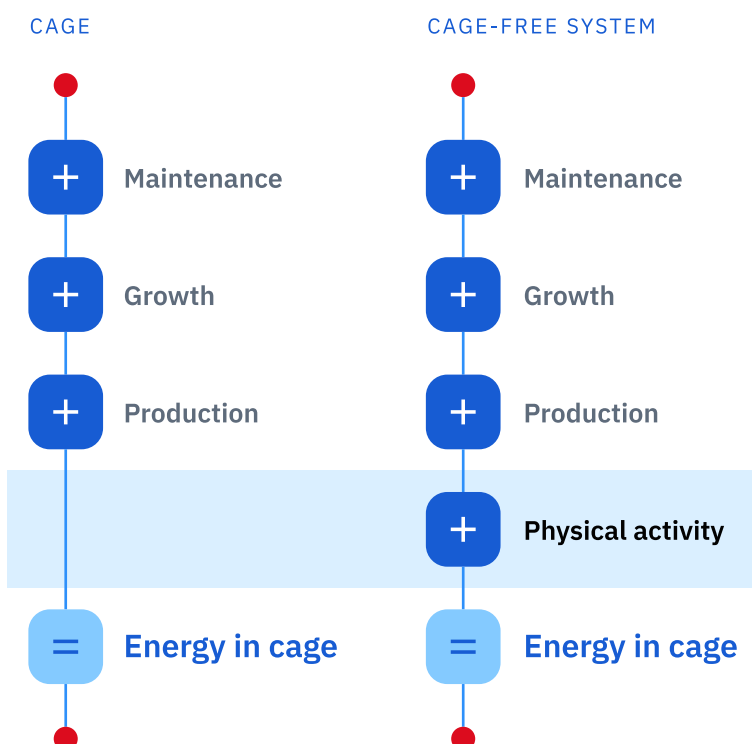 CAGE
+ Maintenance
+ Growth
+ Production
= Energy in cage
CAGE-FREE SYSTEM
+ Maintenance
+ Growth
+ Production
+ Physical activity
= Energy in cage